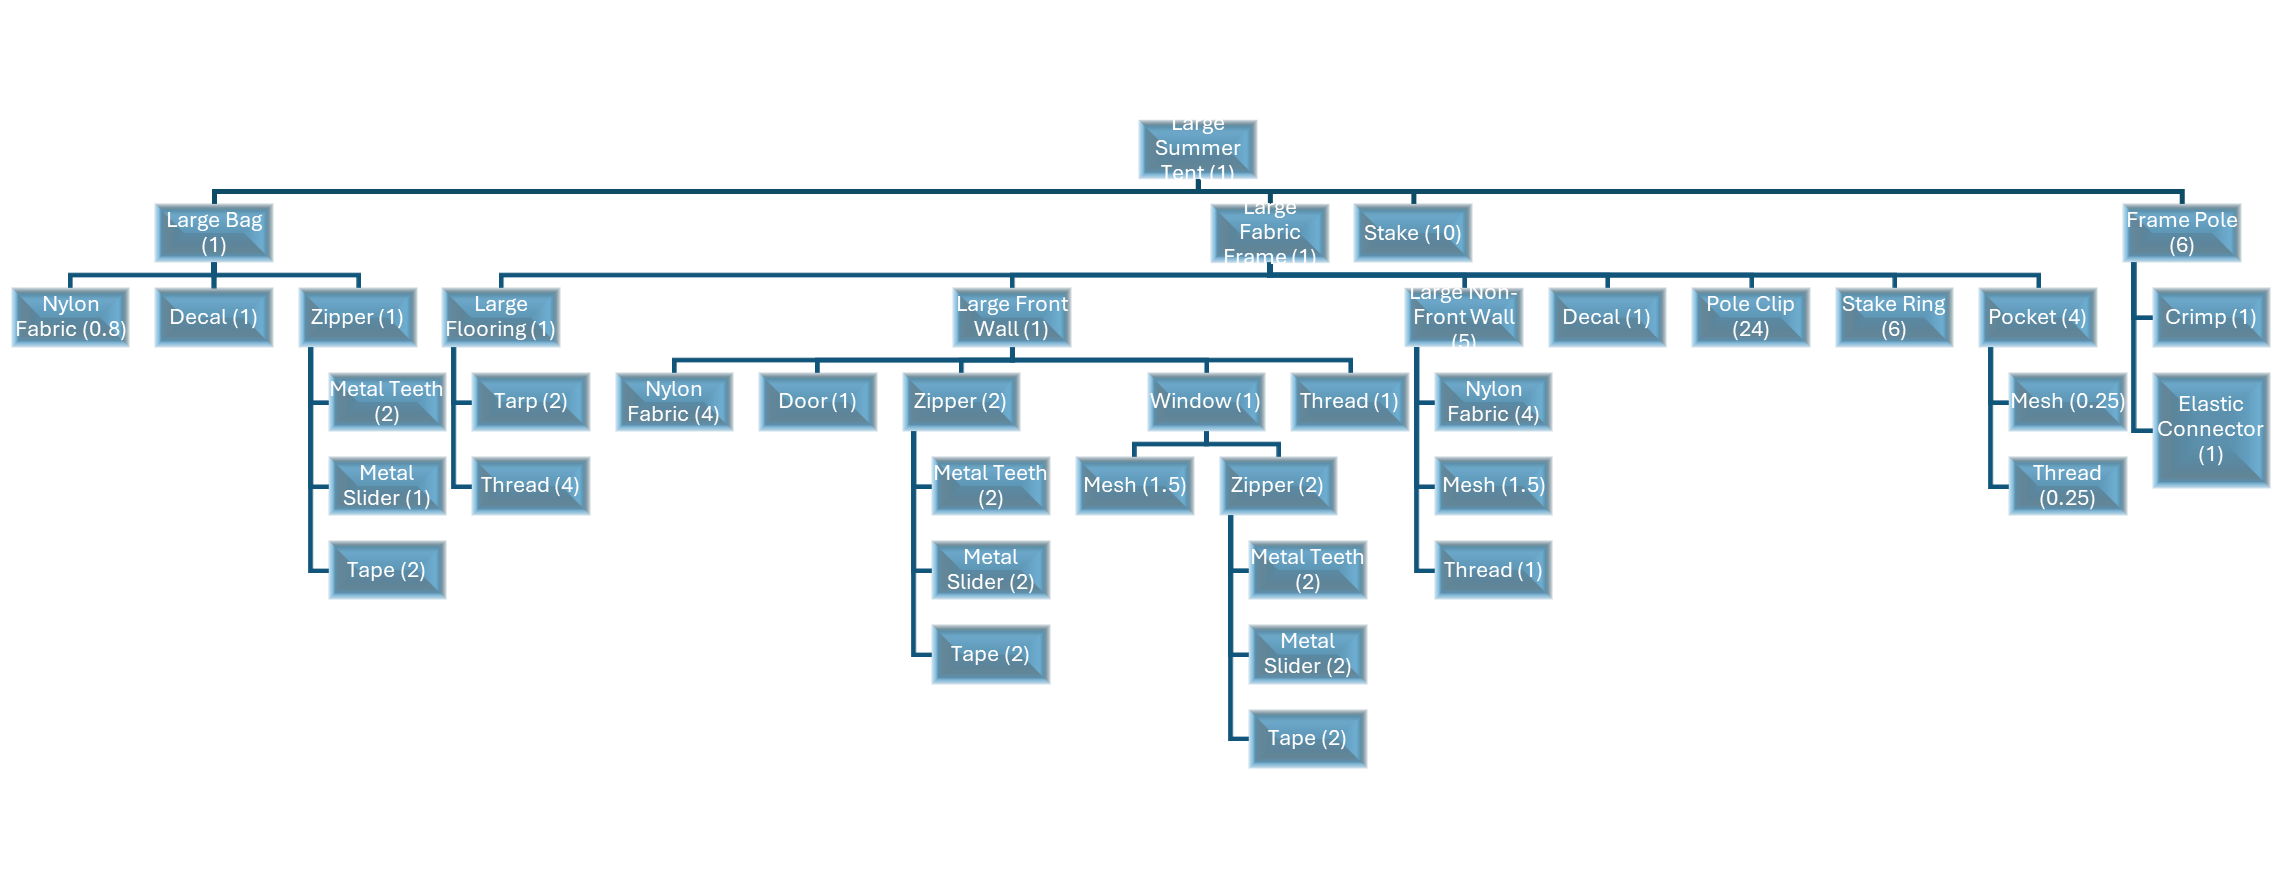 Large
Summer
Tent (1)
Large Bag
(1)
Large
Fabric
Frame (1)
Stake (10)
Frame Pole
(6)
Nylon
Fabric (0.8)
Decal (1)
Zipper (1)
Large
Flooring (1)
Large Front
Wall (1)
Large Non-
Front Wall
(5)
Decal (1)
Pole Clip
(24)
Stake Ring
(6)
Pocket (4)
Crimp (1)
Metal Teeth
(2)
Tarp (2)
Nylon
Fabric (4)
Door (1)
Zipper (2)
Window (1)
Thread (1)
Nylon
Fabric (4)
Mesh (0.25)
Elastic
Connector
(1)
Metal
Slider (1)
Thread (4)
Metal Teeth
(2)
Mesh (1.5)
Zipper (2)
Mesh (1.5)
Thread
(0.25)
Tape (2)
Metal
Slider (2)
Metal Teeth
(2)
Thread (1)
Tape (2)
Metal
Slider (2)
Tape (2)